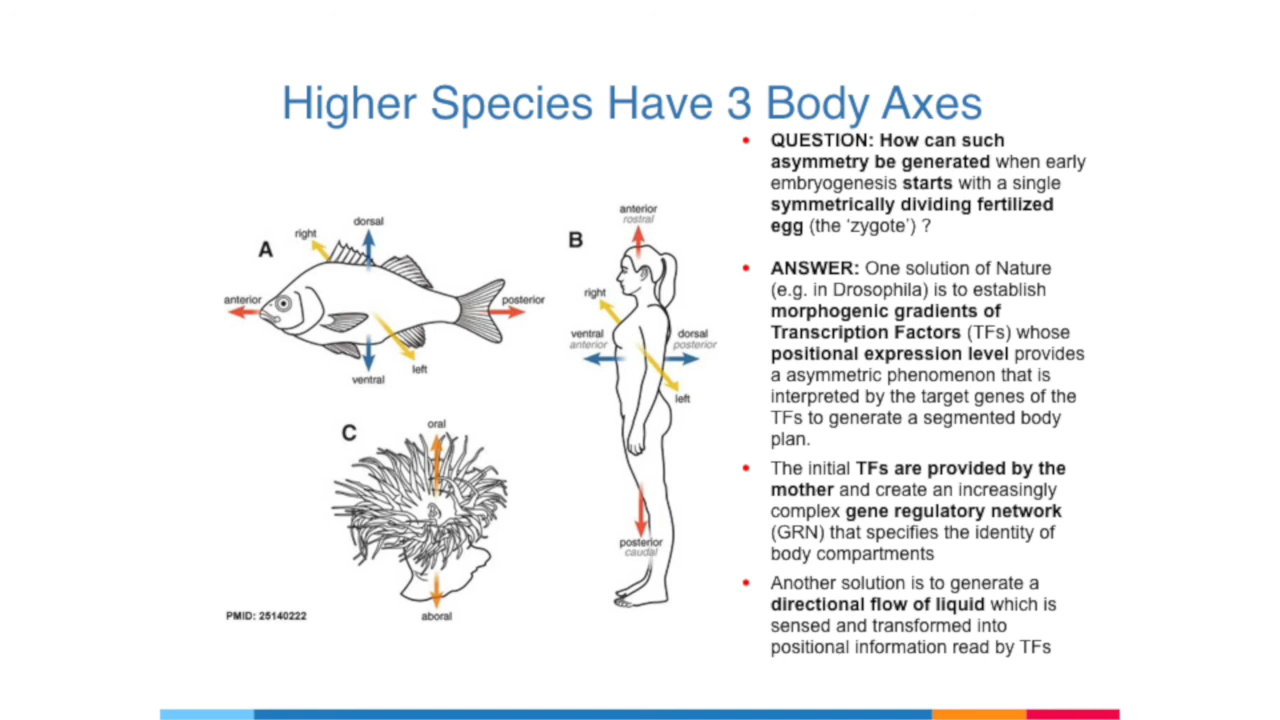 Higher Species Have 3 Body Axes
A
dorsal
right
anterior
posterior
ventral
left
B
anterior
rostral
right
ventral
anterior
dorsal
posterior
left
posterior
caudal
C
oral
aboral
PMID: 25140222
• QUESTION: How can such
asymmetry be generated when early
embryogenesis starts with a single
symmetrically dividing fertilized
egg (the ‘zygote’) ?
• ANSWER: One solution of Nature
(e.g. in Drosophila) is to establish
morphogenic gradients of
Transcription Factors (TFs) whose
positional expression level provides
a asymmetric phenomenon that is
interpreted by the target genes of the
TFs to generate a segmented body
plan.
• The initial TFs are provided by the
mother and create an increasingly
complex gene regulatory network
(GRN) that specifies the identity of
body compartments
• Another solution is to generate a
directional flow of liquid which is
sensed and transformed into
positional information read by TFs